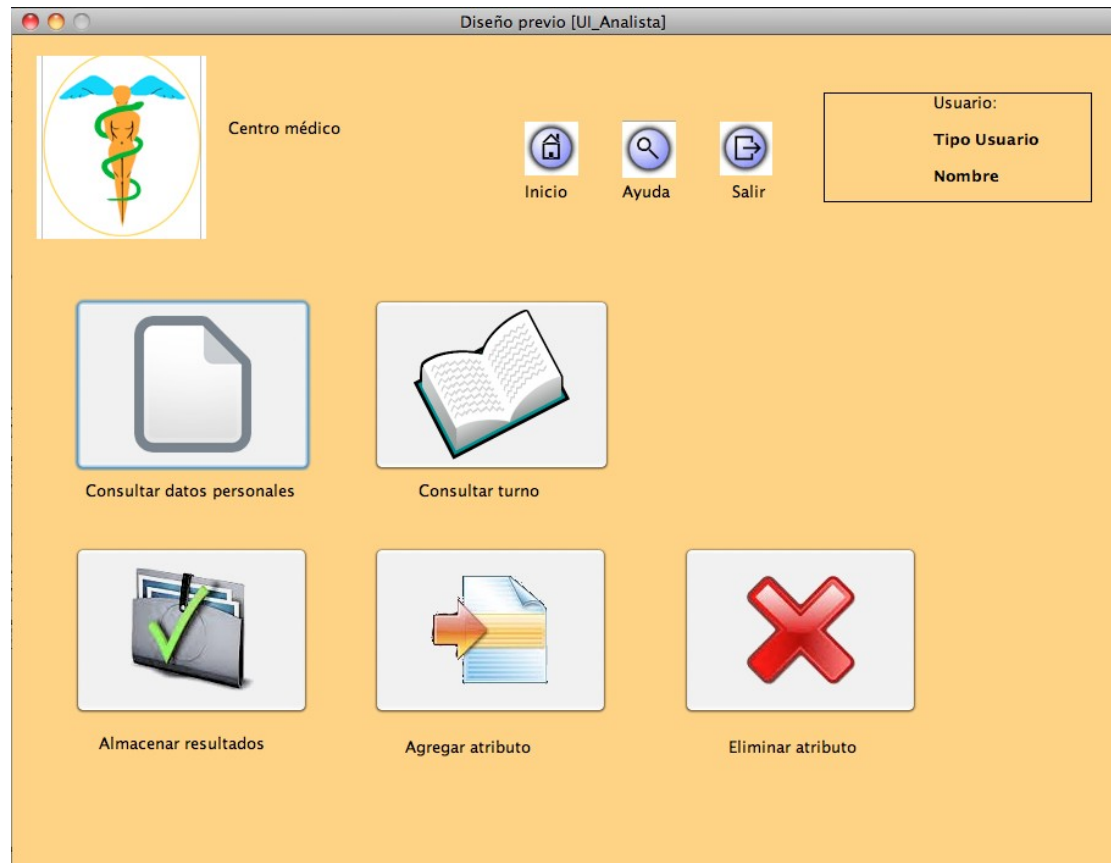 Diseño previo [UI_Analista]
Centro médico
Inicio
Ayuda
Salir
Usuario:
Tipo Usuario
Nombre
Consultar datos personales
Consultar turno
Almacenar resultados
Agregar atributo
Eliminar atributo